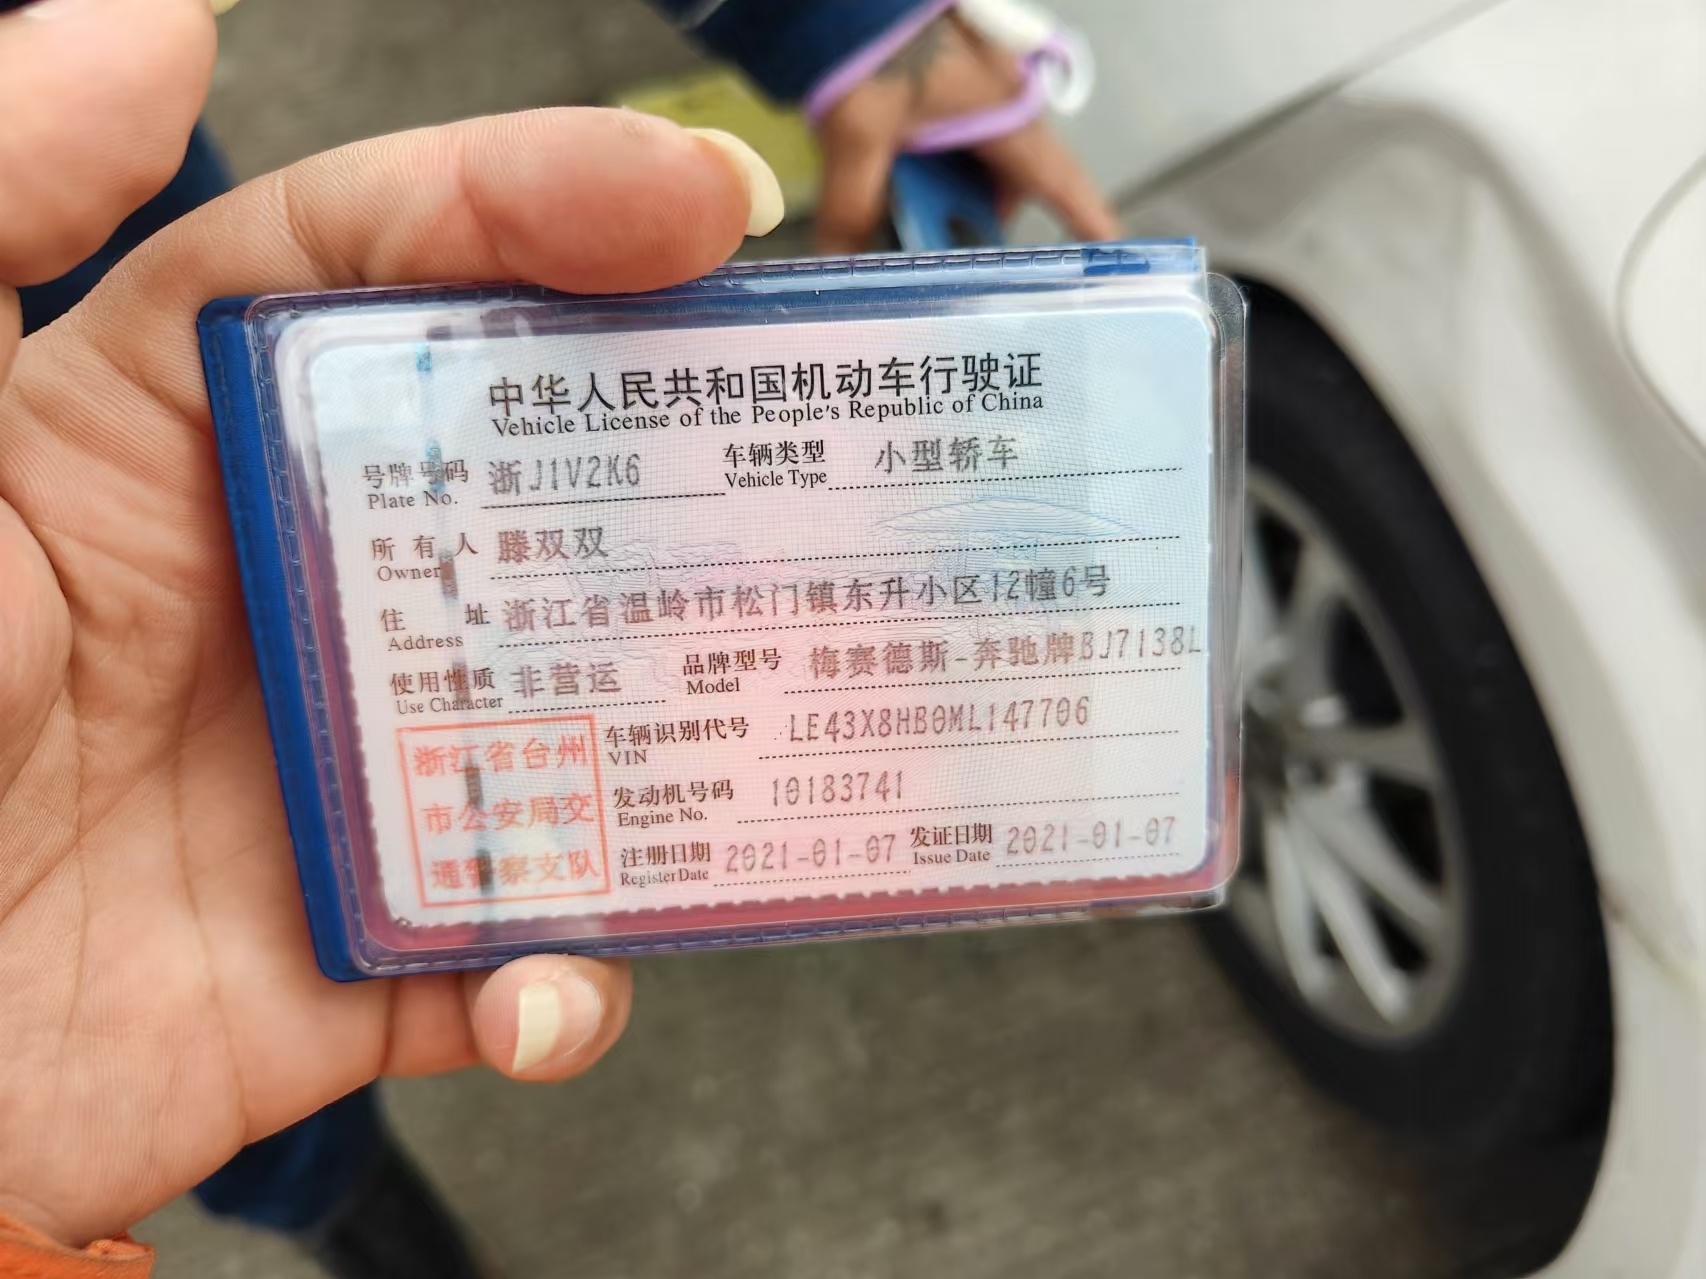 中华人民共和国机动车行驶证
Vehicle License of the People's Republic of China
号牌号码 浙J1V2K6 车辆类型 小型轿车
Plate No. Vehicle Type
所有人 滕双双
Owner
住址 浙江省温岭市松门镇东升小区12幢6号
Address
使用性质 非营运 品牌型号 梅赛德斯-奔驰牌BJ7138L
Use Character Model
浙江省台州
市公安局交
通警察支队
车辆识别代号 LE43X8HB0ML147706
VIN
发动机号码 10183741
Engine No.
注册日期 2021-01-07 发证日期 2021-01-07
Register Date Issue Date